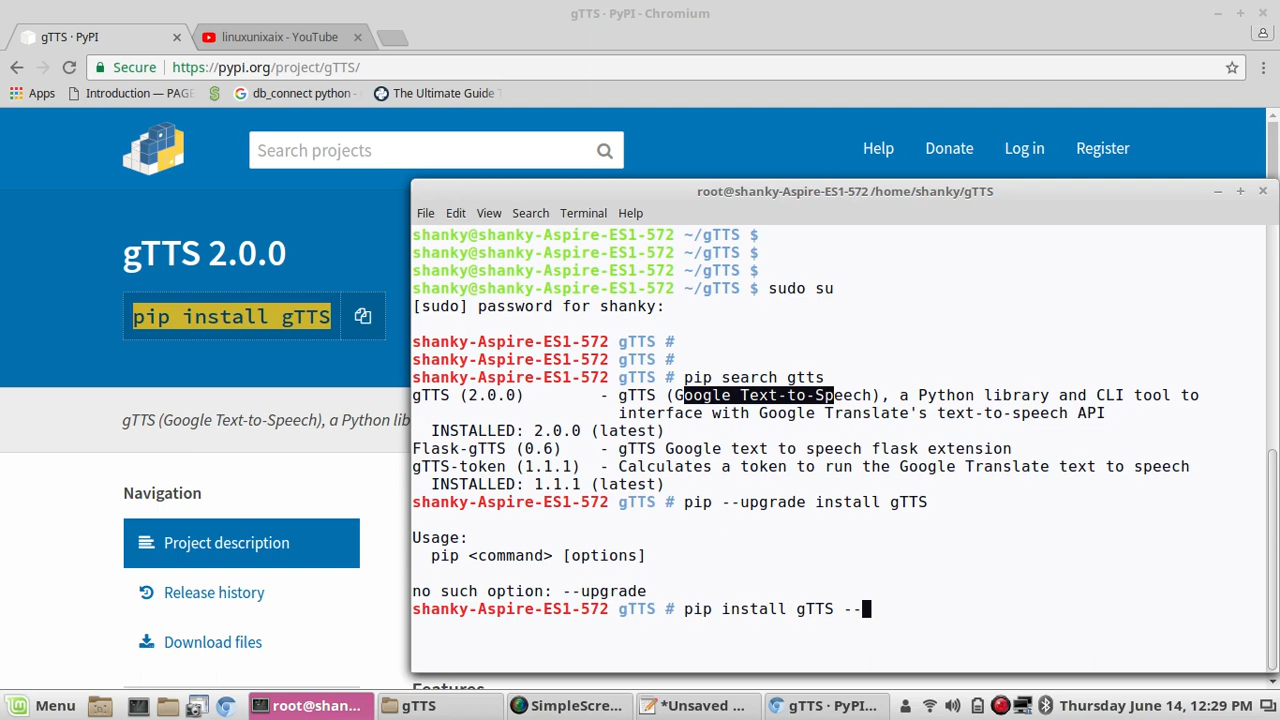 gTTS · PyPI - Chromium
gTTS · PyPI
linuxunixaix - YouTube
Secure https://pypi.org/project/gTTS/
Apps Introduction — PAGE db_connect python - The Ultimate Guide
Search projects
Help Donate Log in Register
root@shanky-Aspire-ES1-572 /home/shanky/gTTS
File Edit View Search Terminal Help
gTTS 2.0.0
pip install gTTS
gTTS (Google Text-to-Speech), a Python lib
Navigation
Project description
Release history
Download files
Features
shanky@shanky-Aspire-ES1-572 ~/gTTS $
shanky@shanky-Aspire-ES1-572 ~/gTTS $
shanky@shanky-Aspire-ES1-572 ~/gTTS $
shanky@shanky-Aspire-ES1-572 ~/gTTS $ sudo su
[sudo] password for shanky:
shanky-Aspire-ES1-572 gTTS #
shanky-Aspire-ES1-572 gTTS #
shanky-Aspire-ES1-572 gTTS # pip search gtts
gTTS (2.0.0) - gTTS (Google Text-to-Speech), a Python library and CLI tool to
interface with Google Translate's text-to-speech API
INSTALLED: 2.0.0 (latest)
Flask-gTTS (0.6) - gTTS Google text to speech flask extension
gTTS-token (1.1.1) - Calculates a token to run the Google Translate text to speech
INSTALLED: 1.1.1 (latest)
shanky-Aspire-ES1-572 gTTS # pip --upgrade install gTTS
Usage:
pip <command> [options]
no such option: --upgrade
shanky-Aspire-ES1-572 gTTS # pip install gTTS --
Menu root@shan... gTTS SimpleScre... *Unsaved ... gTTS · PyPI... Thursday June 14, 12:29 PM